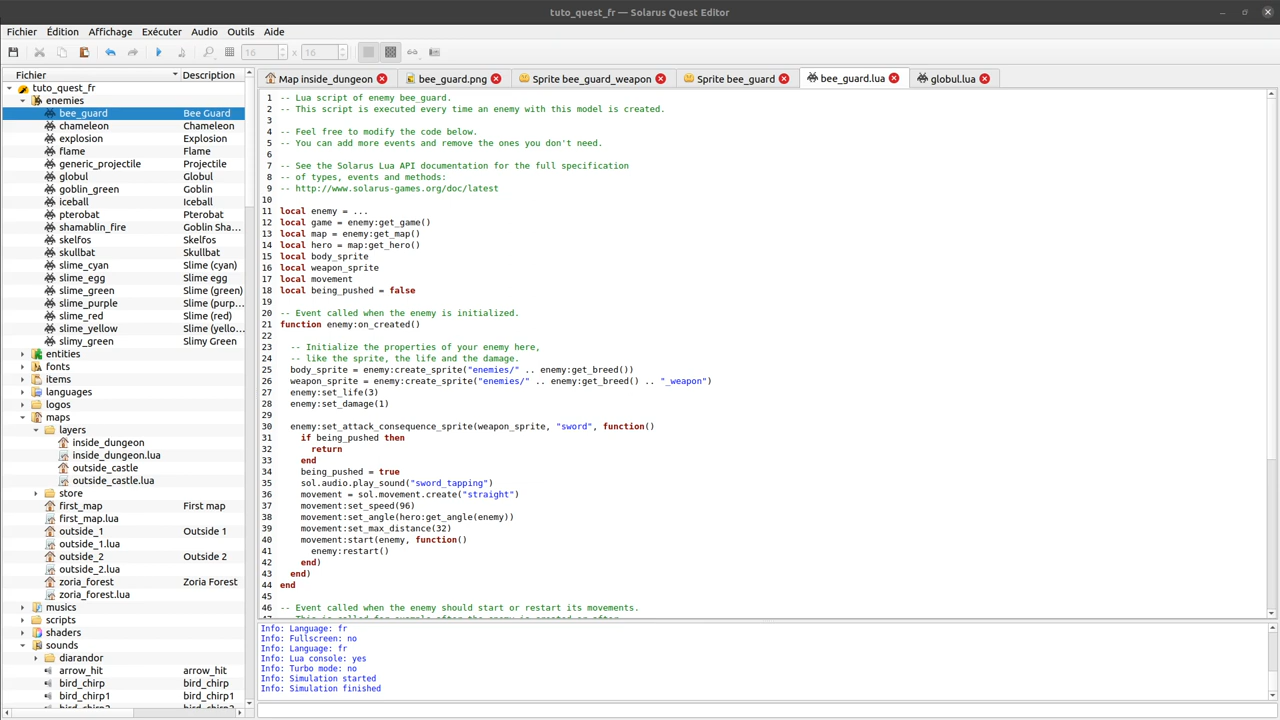 tuto_quest_fr — Solarus Quest Editor
Fichier Édition Affichage Exécuter Audio Outils Aide
16 x 16
Fichier Description
tuto_quest_fr
enemies
bee_guard Bee Guard
chameleon Chameleon
explosion Explosion
flame Flame
generic_projectile Projectile
globul Globul
goblin_green Goblin
iceball Iceball
pterobat Pterobat
shamablin_fire Goblin Sha...
skelfos Skelfos
skullbat Skullbat
slime_cyan Slime (cyan)
slime_egg Slime egg
slime_green Slime (green)
slime_purple Slime (purp...
slime_red Slime (red)
slime_yellow Slime (yello...
slimy_green Slimy Green
entities
fonts
items
languages
logos
maps
layers
inside_dungeon
inside_dungeon.lua
outside_castle
outside_castle.lua
store
first_map First map
first_map.lua
outside_1 Outside 1
outside_1.lua
outside_2 Outside 2
outside_2.lua
zoria_forest Zoria Forest
zoria_forest.lua
musics
scripts
shaders
sounds
diarandor
arrow_hit arrow_hit
bird_chirp bird_chirp
bird_chirp1 bird_chirp1
Map inside_dungeon bee_guard.png Sprite bee_guard_weapon Sprite bee_guard bee_guard.lua globul.lua
1 -- Lua script of enemy bee_guard.
2 -- This script is executed every time an enemy with this model is created.
3
4 -- Feel free to modify the code below.
5 -- You can add more events and remove the ones you don't need.
6
7 -- See the Solarus Lua API documentation for the full specification
8 -- of types, events and methods:
9 -- http://www.solarus-games.org/doc/latest
10
11 local enemy = ...
12 local game = enemy:get_game()
13 local map = enemy:get_map()
14 local hero = map:get_hero()
15 local body_sprite
16 local weapon_sprite
17 local movement
18 local being_pushed = false
19
20 -- Event called when the enemy is initialized.
21 function enemy:on_created()
22
23 -- Initialize the properties of your enemy here,
24 -- like the sprite, the life and the damage.
25 body_sprite = enemy:create_sprite("enemies/" .. enemy:get_breed())
26 weapon_sprite = enemy:create_sprite("enemies/" .. enemy:get_breed() .. "_weapon")
27 enemy:set_life(3)
28 enemy:set_damage(1)
29
30 enemy:set_attack_consequence_sprite(weapon_sprite, "sword", function()
31 if being_pushed then
32 return
33 end
34 being_pushed = true
35 sol.audio.play_sound("sword_tapping")
36 movement = sol.movement.create("straight")
37 movement:set_speed(96)
38 movement:set_angle(hero:get_angle(enemy))
39 movement:set_max_distance(32)
40 movement:start(enemy, function()
41 enemy:restart()
42 end)
43 end)
44 end
45
46 -- Event called when the enemy should start or restart its movements.
Info: Language: fr
Info: Fullscreen: no
Info: Language: fr
Info: Lua console: yes
Info: Turbo mode: no
Info: Simulation started
Info: Simulation finished